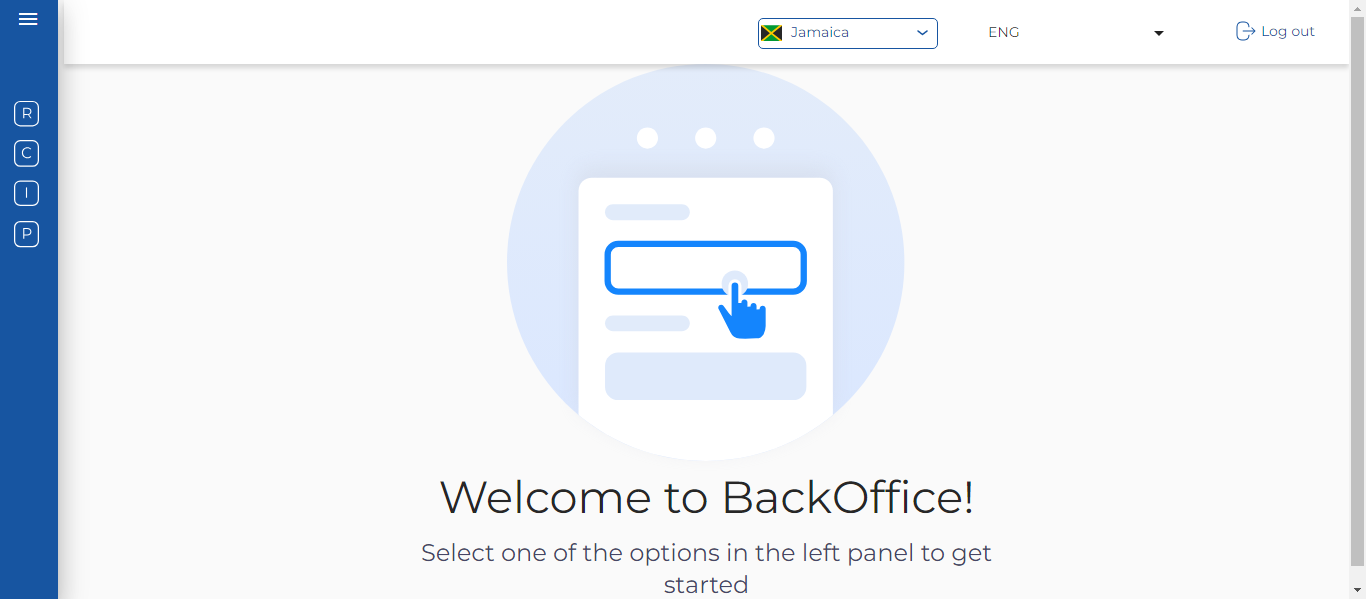 Jamaica
ENG
Log out
R
C
I
P
Welcome to BackOffice!
Select one of the options in the left panel to get
started